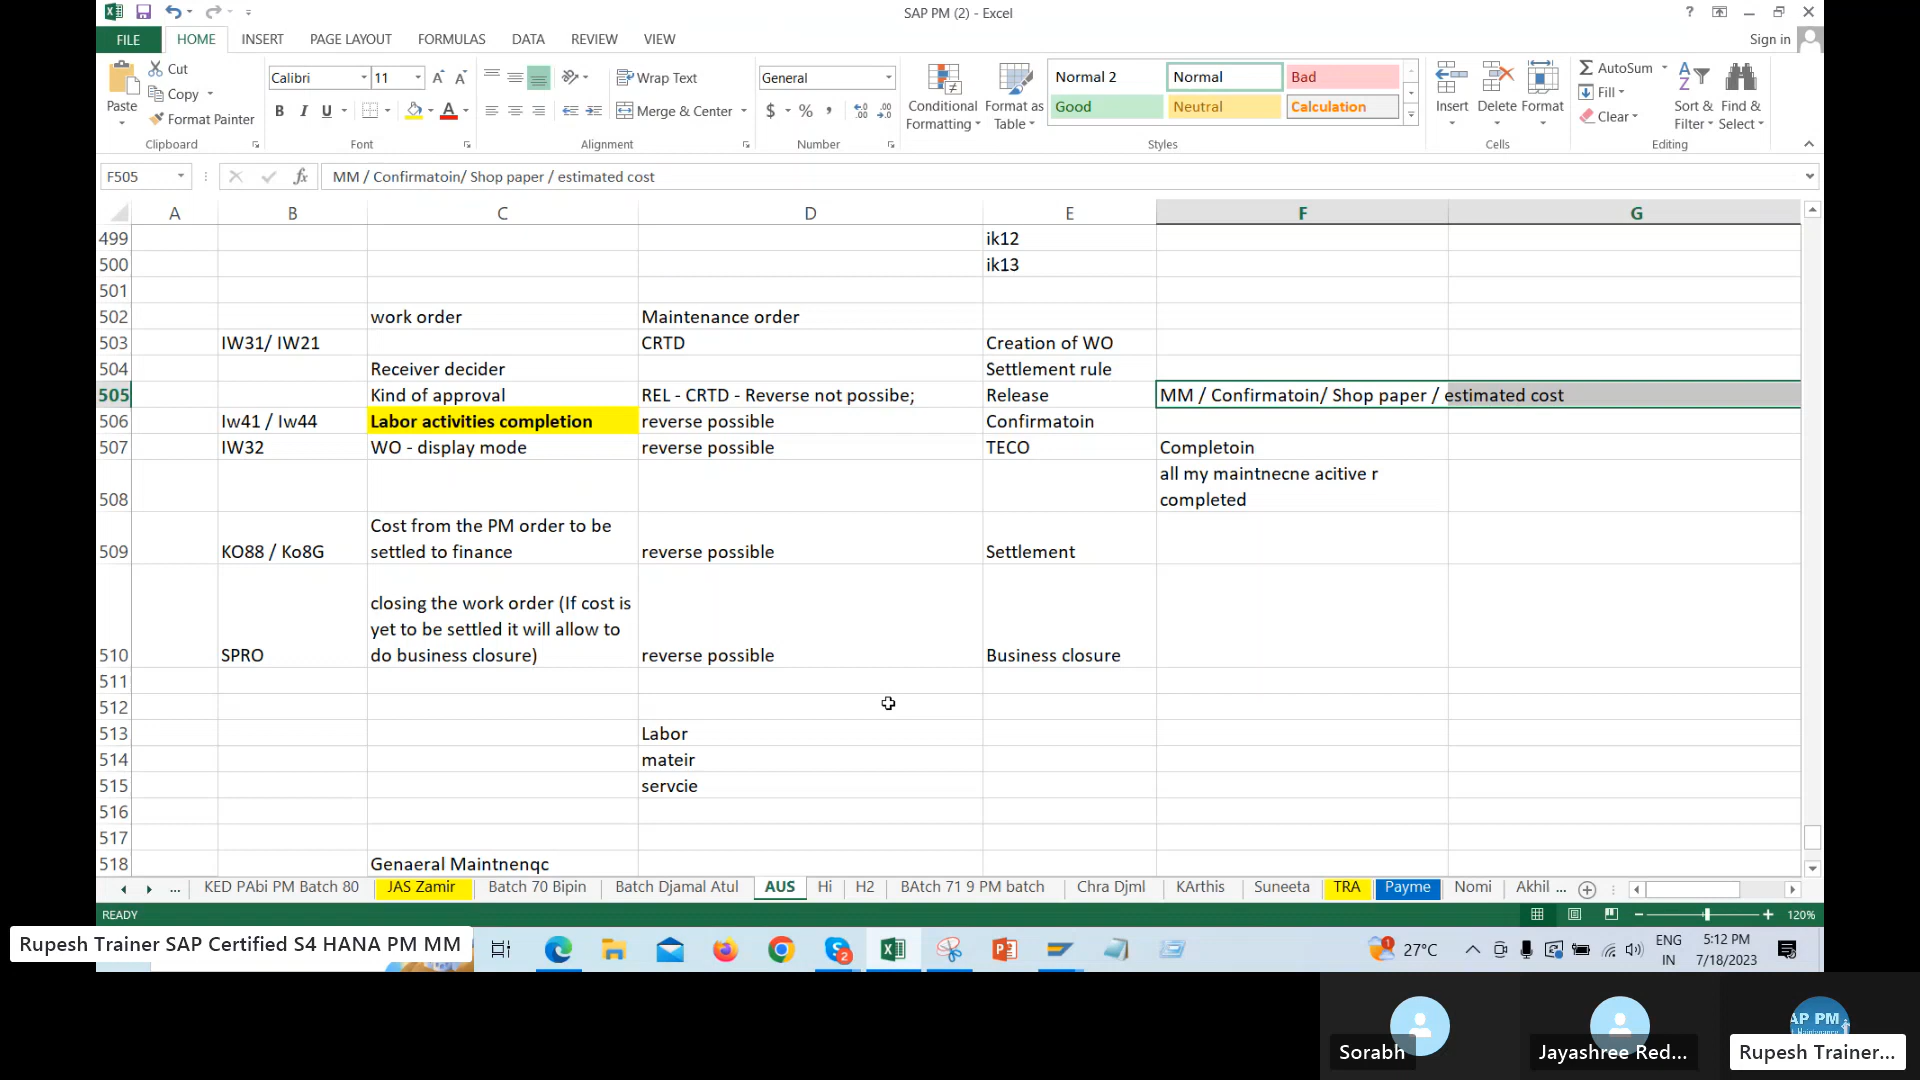 SAP PM (2) - Excel
FILE HOME INSERT PAGE LAYOUT FORMULAS DATA REVIEW VIEW Sign in
Cut
Copy
Format Painter
Paste
Clipboard
Calibri 11
B I U
Font
Wrap Text
Merge & Center
Alignment
General
$ % ,
Number
Conditional Formatting
Format as Table
Normal 2 Normal Bad
Good Neutral Calculation
Styles
Insert Delete Format
Cells
AutoSum
Fill
Clear
Sort & Filter
Find & Select
Editing
F505 fx MM / Confirmatoin/ Shop paper / estimated cost
A B C D E F G
499 ik12
500 ik13
501
502 work order Maintenance order
503 IW31/ IW21 CRTD Creation of WO
504 Receiver decider Settlement rule
505 Kind of approval REL - CRTD - Reverse not possibe; Release MM / Confirmatoin/ Shop paper / estimated cost
506 Iw41 / Iw44 Labor activities completion reverse possible Confirmatoin
507 IW32 WO - display mode reverse possible TECO Completoin
all my maintnecne acitive r
508 completed
Cost from the PM order to be
509 KO88 / Ko8G settled to finance reverse possible Settlement
closing the work order (If cost is
yet to be settled it will allow to
510 SPRO do business closure) reverse possible Business closure
511
512
513 Labor
514 mateir
515 servcie
516
517
518 Genaeral Maintnenqc
... KED PAbi PM Batch 80 JAS Zamir Batch 70 Bipin Batch Djamal Atul AUS Hi H2 BAtch 71 9 PM batch Chra Djml KArthis Suneeta TRA Payme Nomi Akhil ...
READY 120%
Rupesh Trainer SAP Certified S4 HANA PM MM
2
1
27°C
ENG
IN
5:12 PM
7/18/2023
AP PM
Sorabh
Jayashree Red...
Rupesh Trainer...